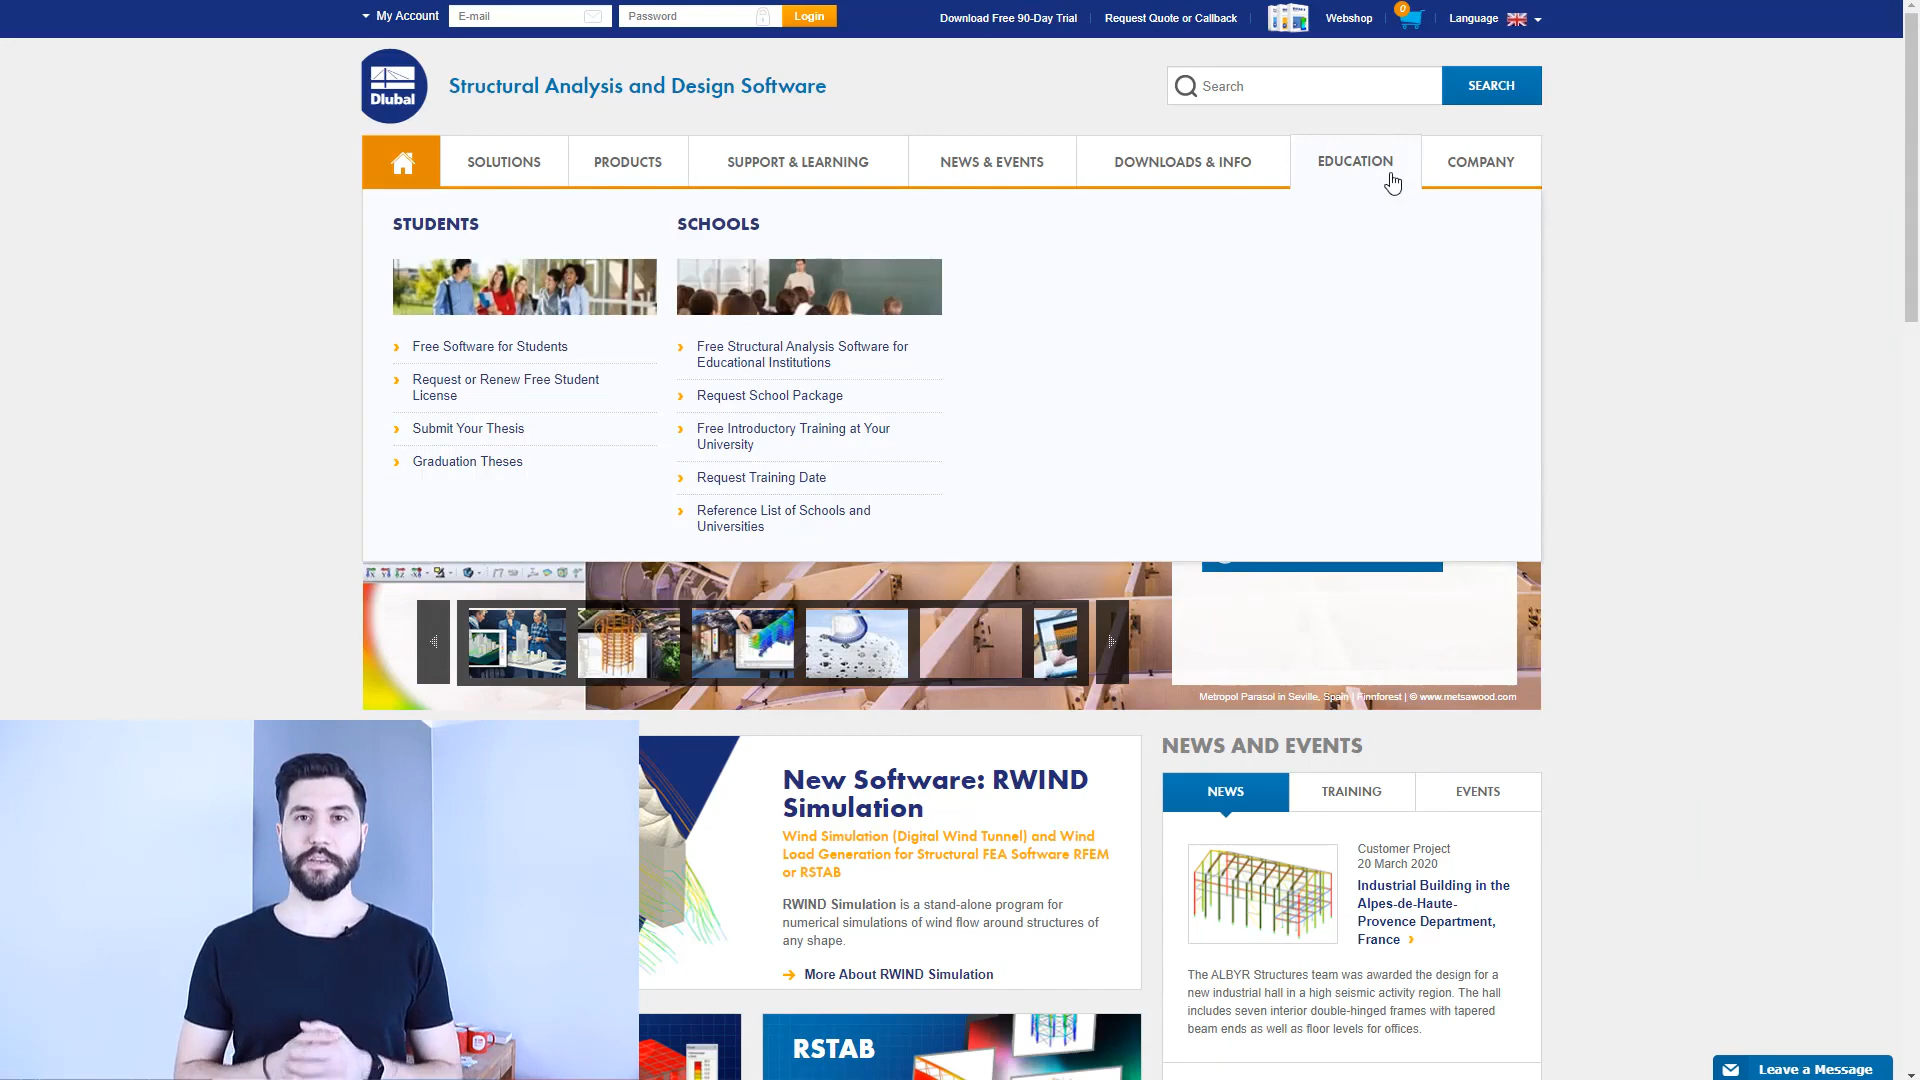 My Account
E-mail
Password
Login
Download Free 90-Day Trial
Request Quote or Callback
Webshop
0
Language
Dlubal
Structural Analysis and Design Software
Search
SEARCH
SOLUTIONS
PRODUCTS
SUPPORT & LEARNING
NEWS & EVENTS
DOWNLOADS & INFO
EDUCATION
COMPANY
STUDENTS
Free Software for Students
Request or Renew Free Student
License
Submit Your Thesis
Graduation Theses
SCHOOLS
Free Structural Analysis Software for
Educational Institutions
Request School Package
Free Introductory Training at Your
University
Request Training Date
Reference List of Schools and
Universities
Metropol Parasol in Seville, Spain | Finnforest | © www.metsawood.com
New Software: RWIND
Simulation
Wind Simulation (Digital Wind Tunnel) and Wind
Load Generation for Structural FEA Software RFEM
or RSTAB
RWIND Simulation is a stand-alone program for
numerical simulations of wind flow around structures of
any shape.
More About RWIND Simulation
RSTAB
NEWS AND EVENTS
NEWS
TRAINING
EVENTS
Customer Project
20 March 2020
Industrial Building in the
Alpes-de-Haute-
Provence Department,
France
The ALBYR Structures team was awarded the design for a
new industrial hall in a high seismic activity region. The hall
includes seven interior double-hinged frames with tapered
beam ends as well as floor levels for offices.
Leave a Message